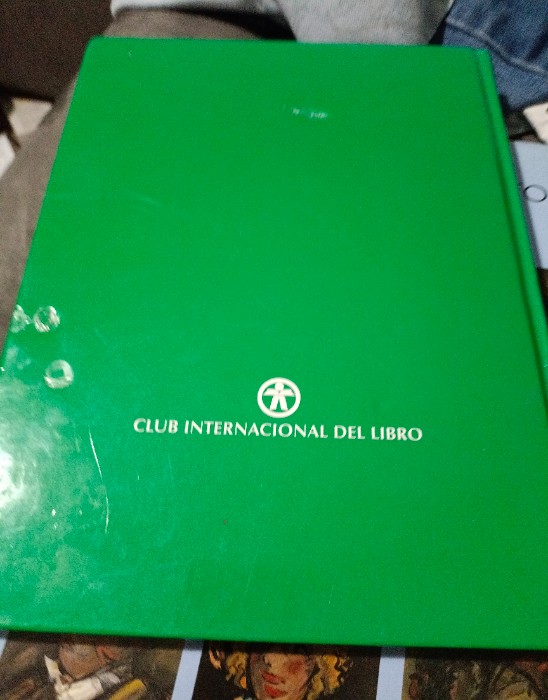 CLUB INTERNACIONAL DEL LIBRO
O